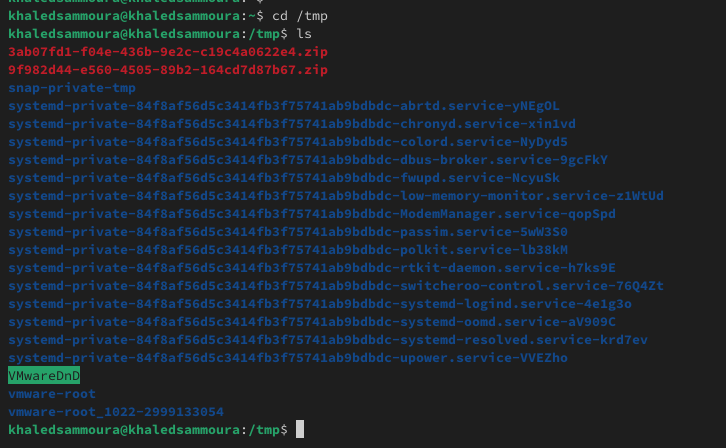 khaledsammoura@khaledsammoura:~$ cd /tmp
khaledsammoura@khaledsammoura:/tmp$ ls
3ab07fd1-f04e-436b-9e2c-c19c4a0622e4.zip
9f982d44-e560-4505-89b2-164cd7d87b67.zip
snap-private-tmp
systemd-private-84f8af56d5c3414fb3f75741ab9bdbdc-abrtd.service-yNEgOL
systemd-private-84f8af56d5c3414fb3f75741ab9bdbdc-chronyd.service-xin1vd
systemd-private-84f8af56d5c3414fb3f75741ab9bdbdc-colord.service-NyDyd5
systemd-private-84f8af56d5c3414fb3f75741ab9bdbdc-dbus-broker.service-9gcFkY
systemd-private-84f8af56d5c3414fb3f75741ab9bdbdc-fwupd.service-NcyuSk
systemd-private-84f8af56d5c3414fb3f75741ab9bdbdc-low-memory-monitor.service-z1WtUd
systemd-private-84f8af56d5c3414fb3f75741ab9bdbdc-ModemManager.service-qopSpd
systemd-private-84f8af56d5c3414fb3f75741ab9bdbdc-passim.service-5wW3S0
systemd-private-84f8af56d5c3414fb3f75741ab9bdbdc-polkit.service-lb38kM
systemd-private-84f8af56d5c3414fb3f75741ab9bdbdc-rtkit-daemon.service-h7ks9E
systemd-private-84f8af56d5c3414fb3f75741ab9bdbdc-switcheroo-control.service-76Q4Zt
systemd-private-84f8af56d5c3414fb3f75741ab9bdbdc-systemd-logind.service-4e1g3o
systemd-private-84f8af56d5c3414fb3f75741ab9bdbdc-systemd-oomd.service-aV909C
systemd-private-84f8af56d5c3414fb3f75741ab9bdbdc-systemd-resolved.service-krd7ev
systemd-private-84f8af56d5c3414fb3f75741ab9bdbdc-upower.service-VVEZho
VMwareDnD
vmware-root
vmware-root_1022-2999133054
khaledsammoura@khaledsammoura:/tmp$